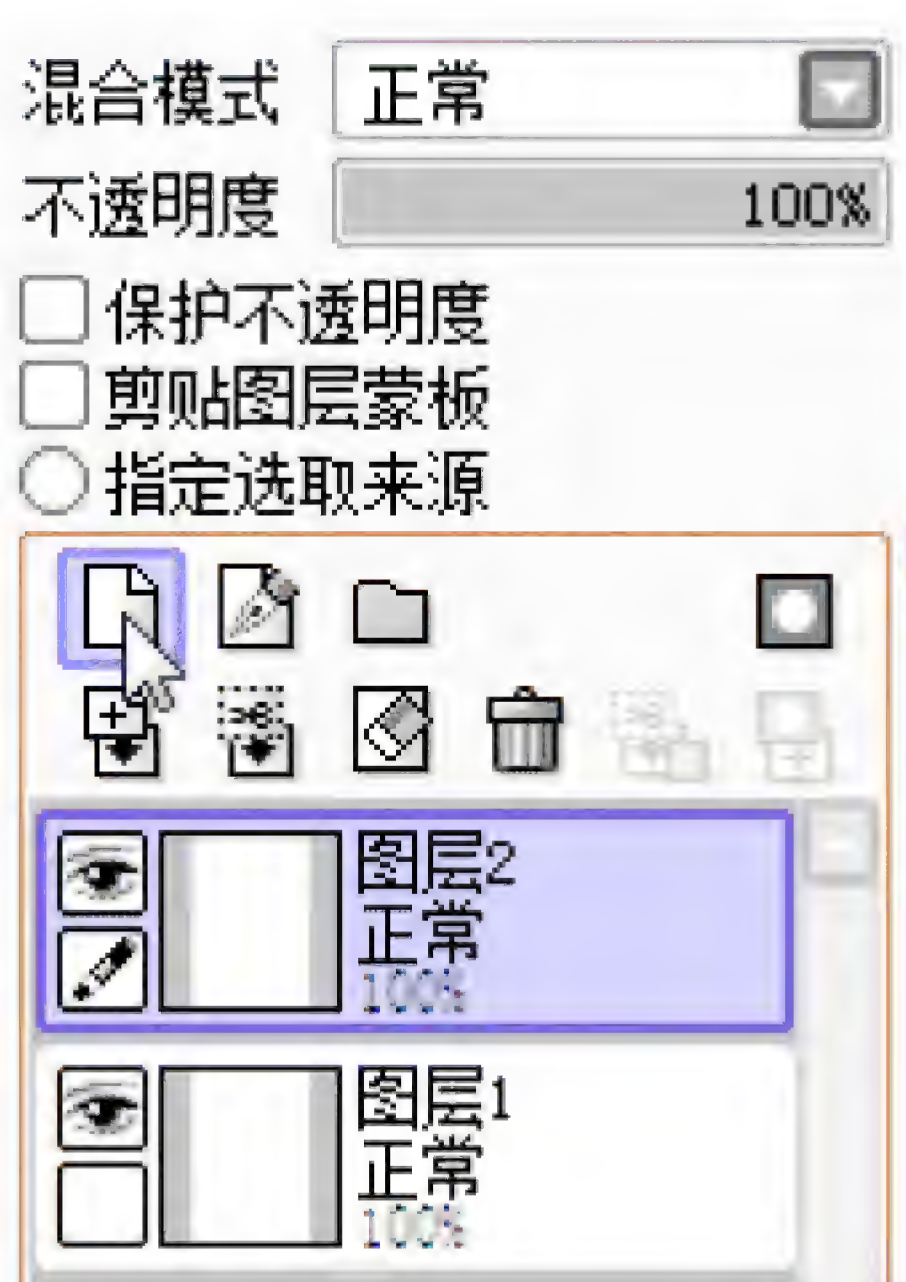 混合模式 正常
不透明度 100%
保护不透明度
剪贴图层蒙板
指定选取来源
图层2
正常
100%
图层1
正常
100%